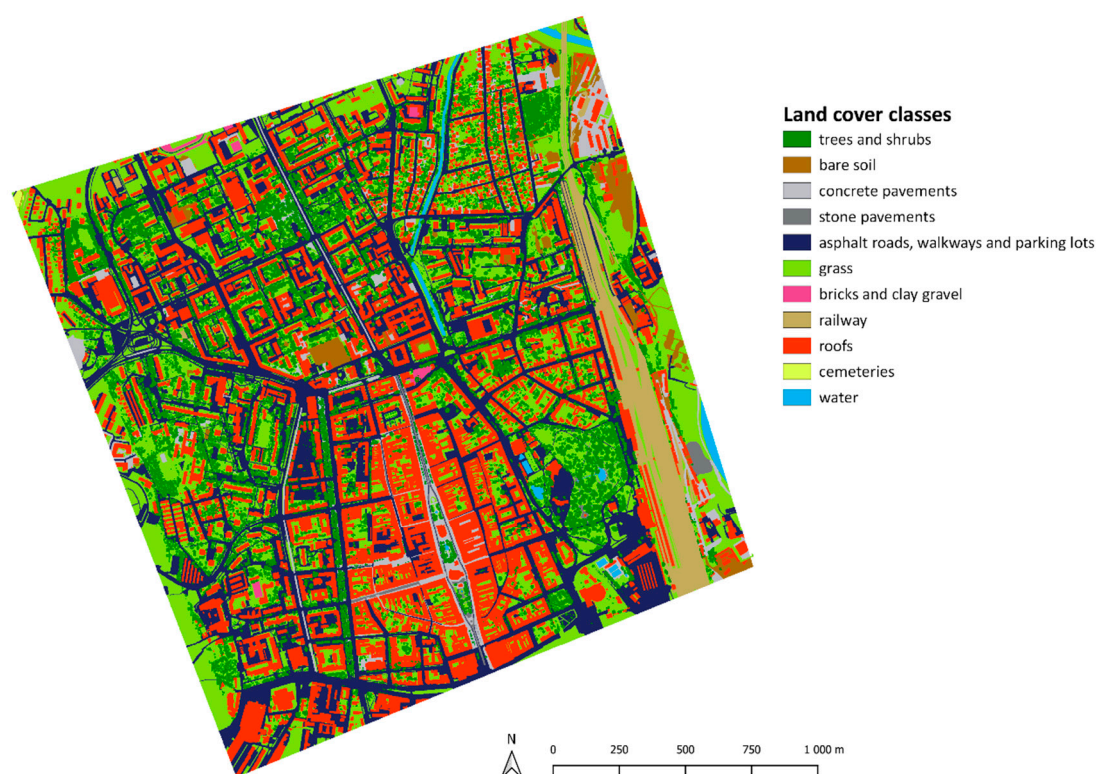 Land cover classes
trees and shrubs
bare soil
concrete pavements
stone pavements
asphalt roads, walkways and parking lots
grass
bricks and clay gravel
railway
roofs
cemeteries
water
N
0 250 500 750 1 000 m